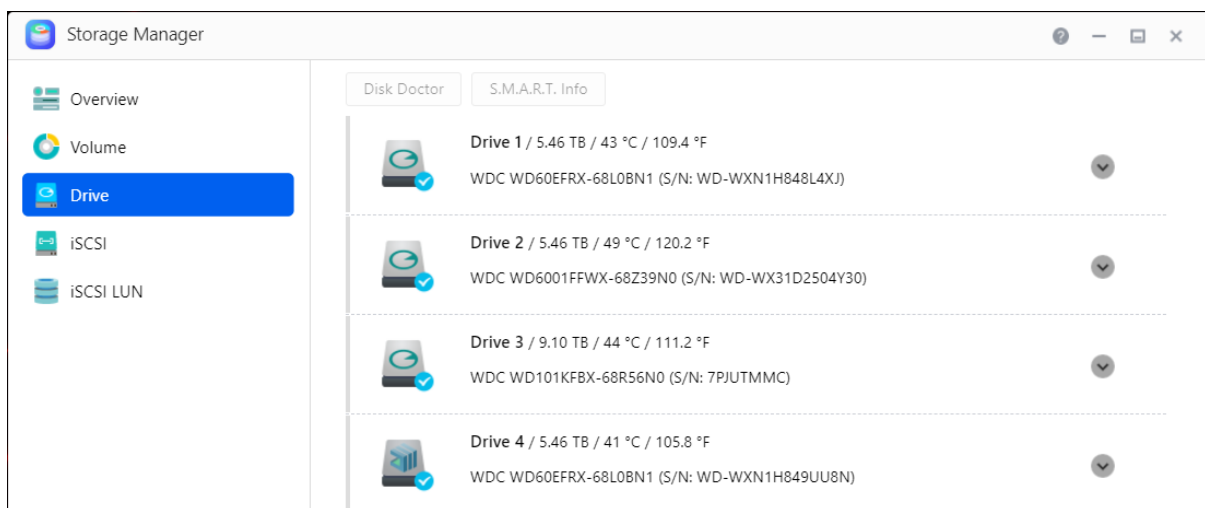 Storage Manager
Overview
Volume
Drive
iSCSI
iSCSI LUN
Disk Doctor
S.M.A.R.T. Info
Drive 1 / 5.46 TB / 43 °C / 109.4 °F
WDC WD60EFRX-68L0BN1 (S/N: WD-WXN1H848L4XJ)
Drive 2 / 5.46 TB / 49 °C / 120.2 °F
WDC WD6001FFWX-68Z39N0 (S/N: WD-WX31D2504Y30)
Drive 3 / 9.10 TB / 44 °C / 111.2 °F
WDC WD101KFBX-68R56N0 (S/N: 7PJUTMMC)
Drive 4 / 5.46 TB / 41 °C / 105.8 °F
WDC WD60EFRX-68L0BN1 (S/N: WD-WXN1H849UU8N)